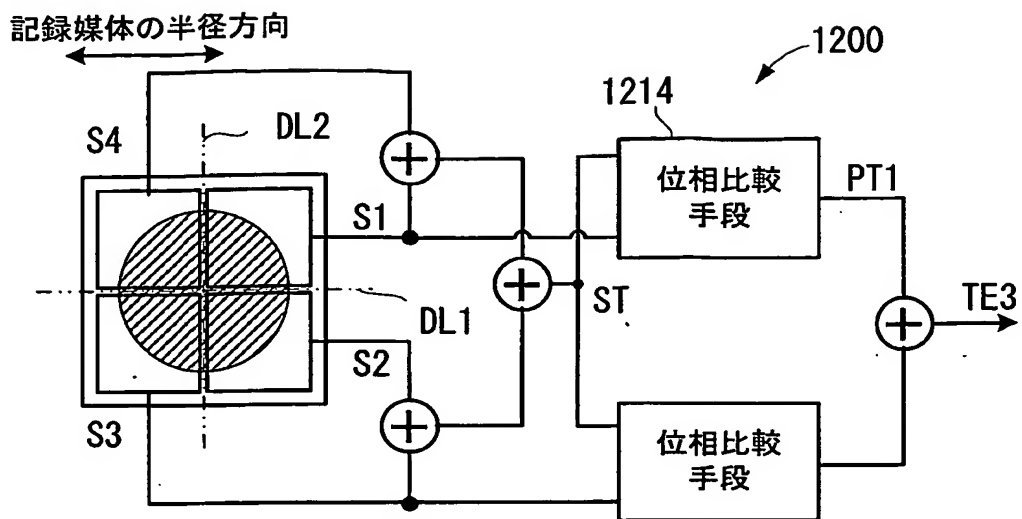 記録媒体の半径方向
1200
1214
DL2
S4
位相比較
手段
PT1
S1
ST
TE3
DL1
S2
S3
位相比較
手段